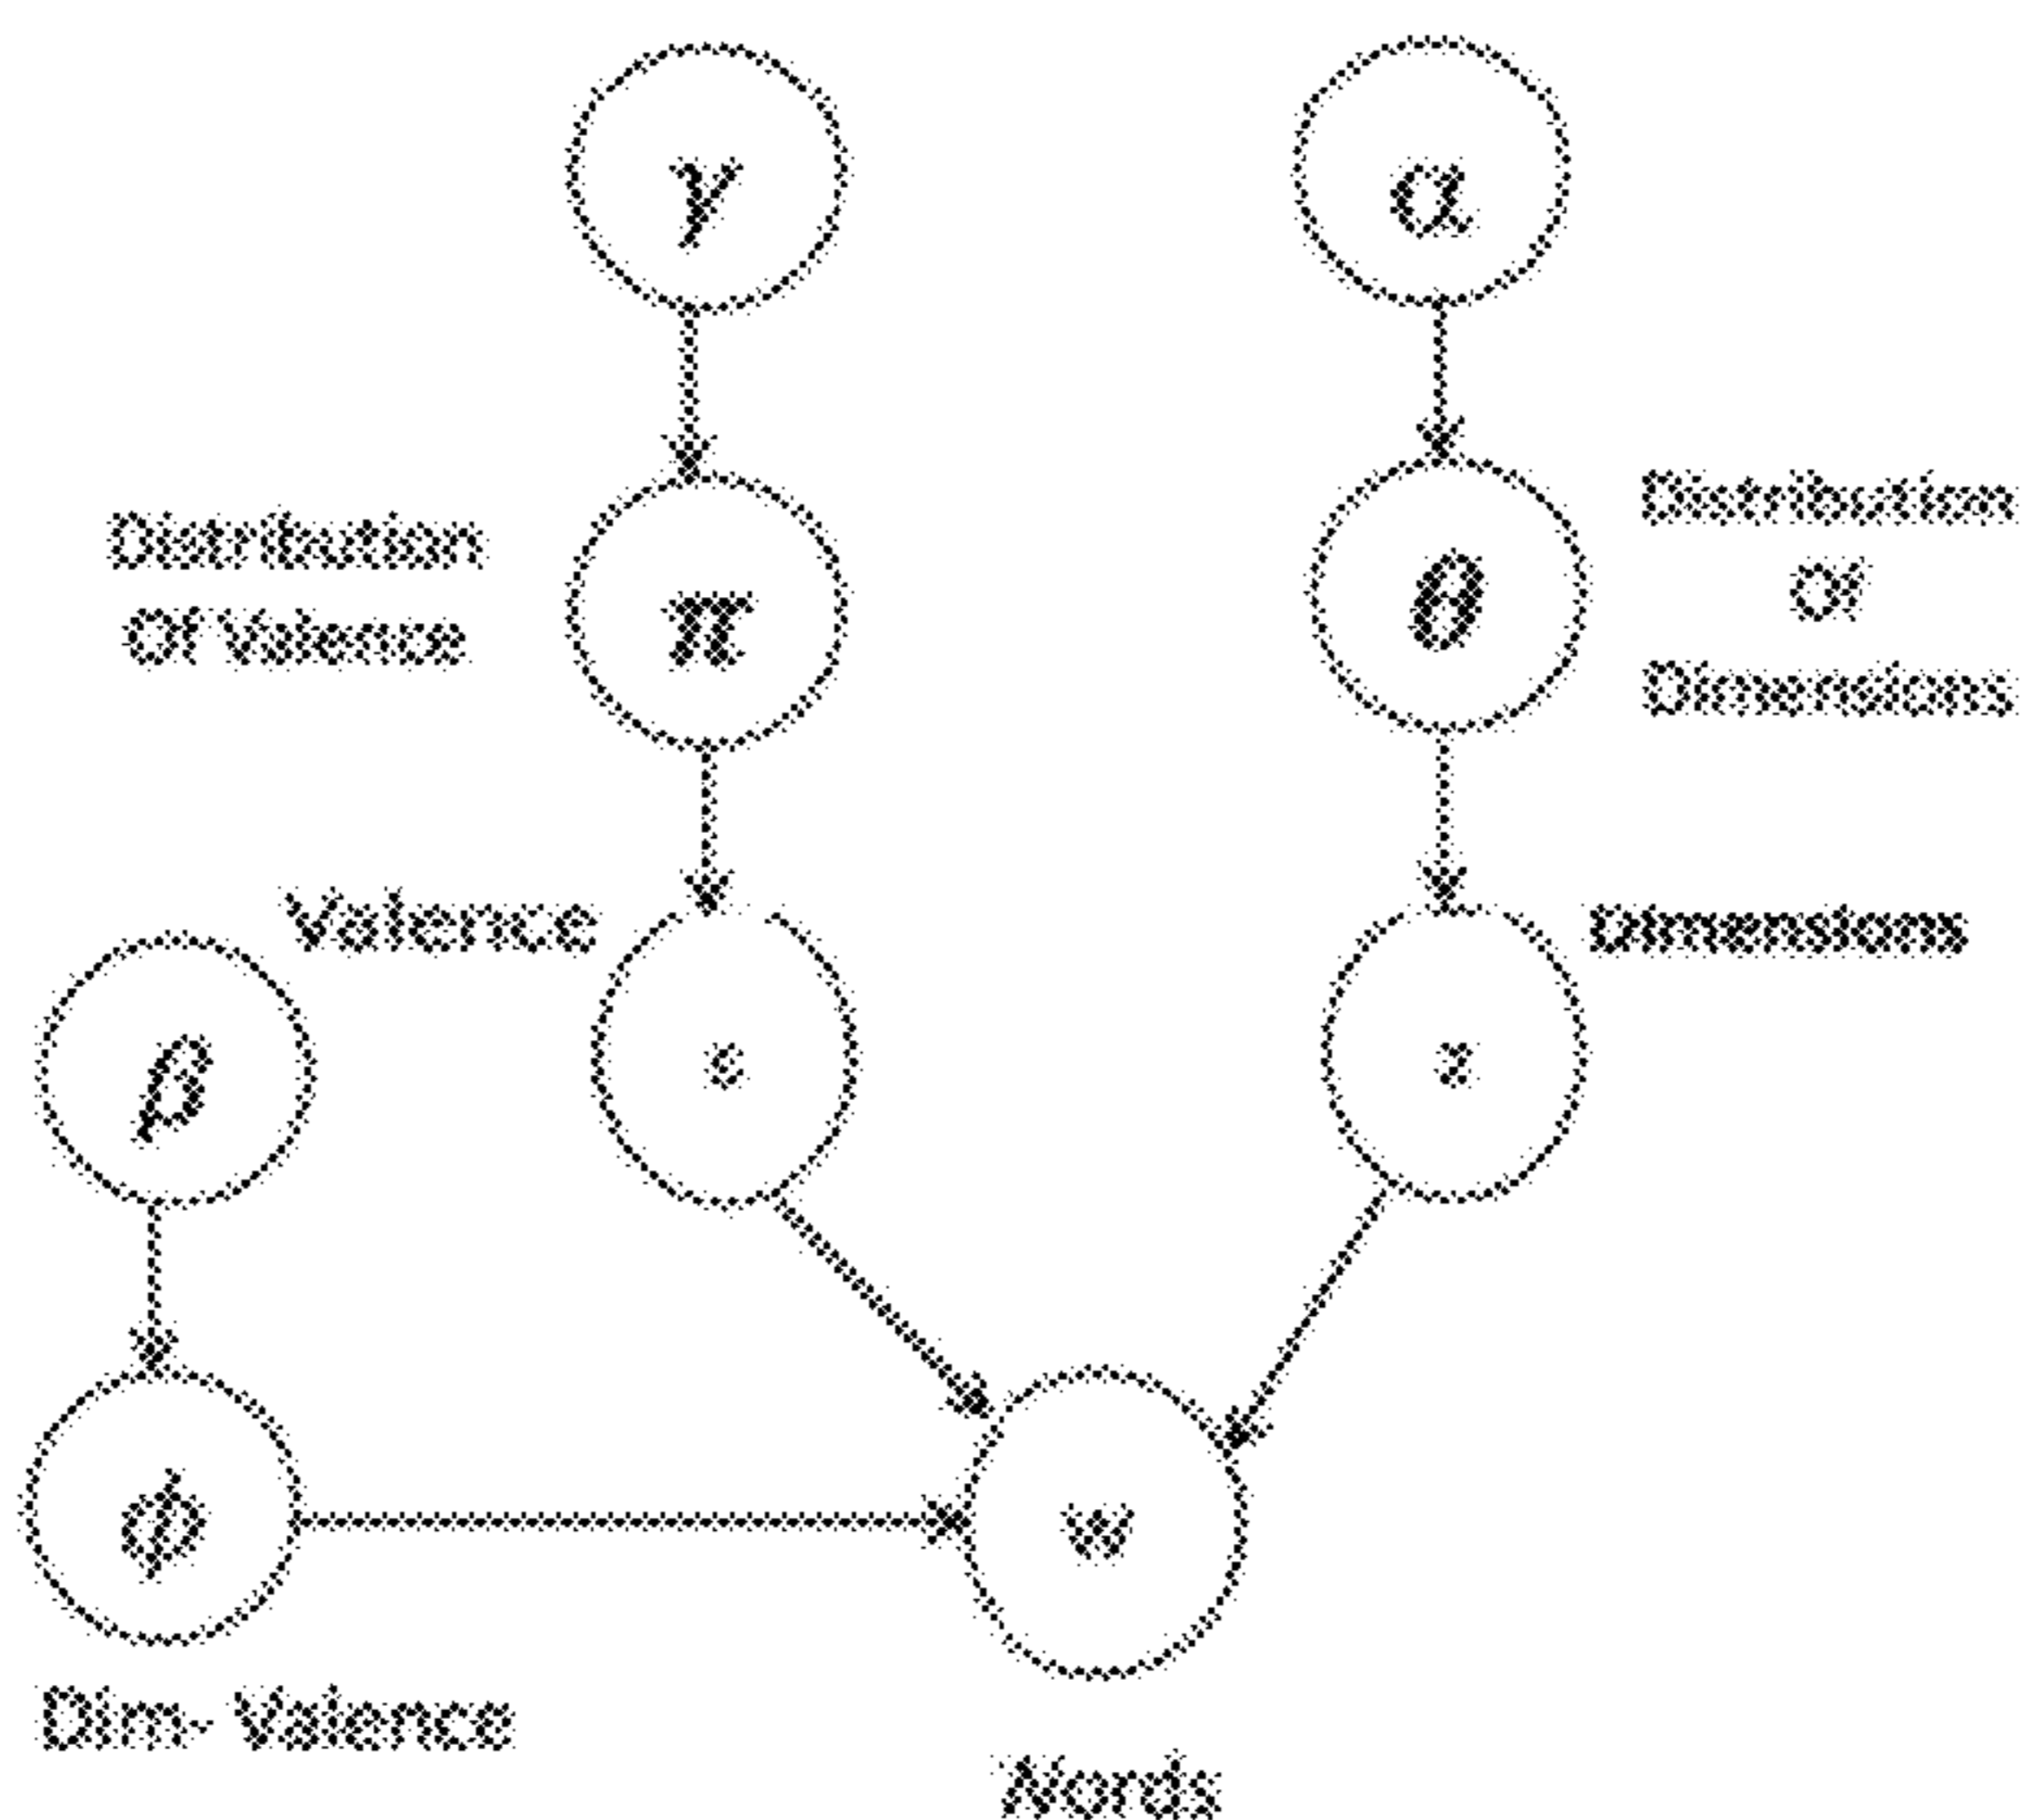 γ
α
Distribution
Of Valence
π
θ
Distribution
Of
Dimensions
Valence
Dimensions
β
c
z
ϕ
w
Dim- Valence
Words